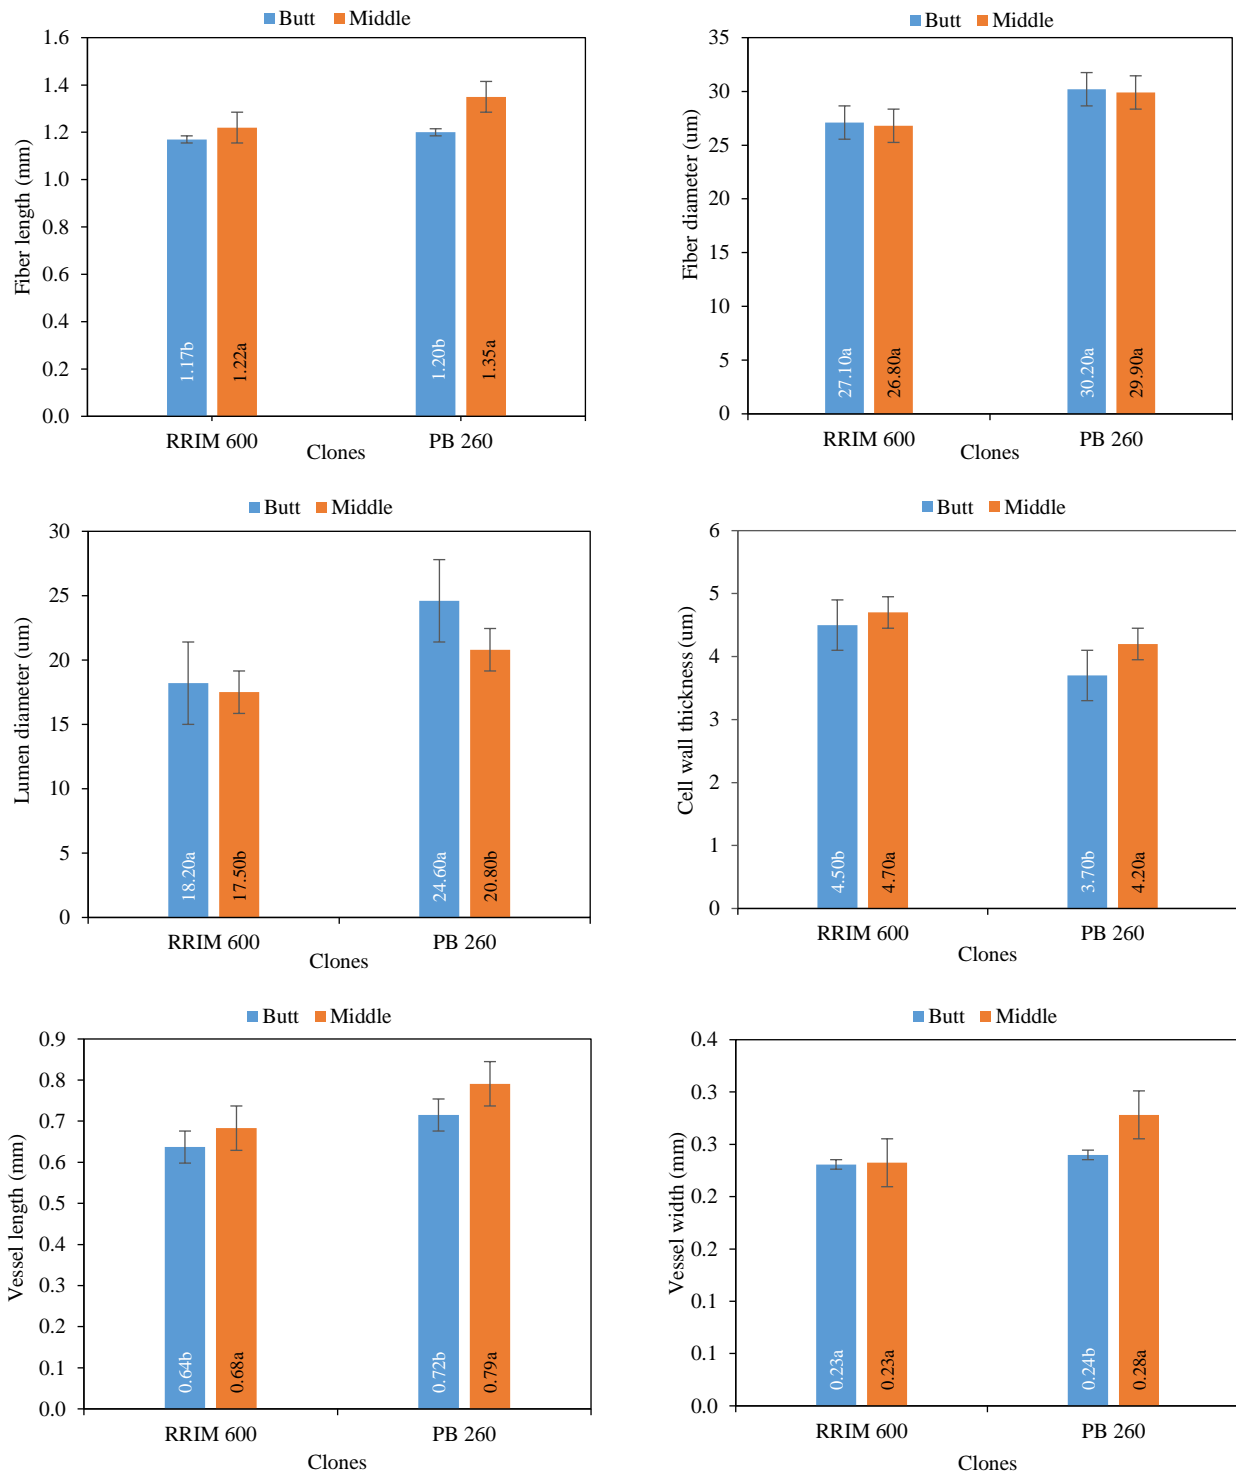 Butt Middle
1.6
1.4
1.2
1.0
0.8
0.6
0.4
0.2
0.0
Fiber length (mm)
1.17b
1.22a
1.20b
1.35a
RRIM 600
PB 260
Clones
Butt Middle
35
30
25
20
15
10
5
0
Fiber diameter (um)
27.10a
26.80a
30.20a
29.90a
RRIM 600
PB 260
Clones
Butt Middle
30
25
20
15
10
5
0
Lumen diameter (um)
18.20a
17.50b
24.60a
20.80b
RRIM 600
PB 260
Clones
Butt Middle
6
5
4
3
2
1
0
Cell wall thickness (um)
4.50b
4.70a
3.70b
4.20a
RRIM 600
PB 260
Clones
Butt Middle
0.9
0.8
0.7
0.6
0.5
0.4
0.3
0.2
0.1
0.0
Vessel length (mm)
0.64b
0.68a
0.72b
0.79a
RRIM 600
PB 260
Clones
Butt Middle
0.4
0.3
0.3
0.2
0.2
0.1
0.1
0.0
Vessel width (mm)
0.23a
0.23a
0.24b
0.28a
RRIM 600
PB 260
Clones